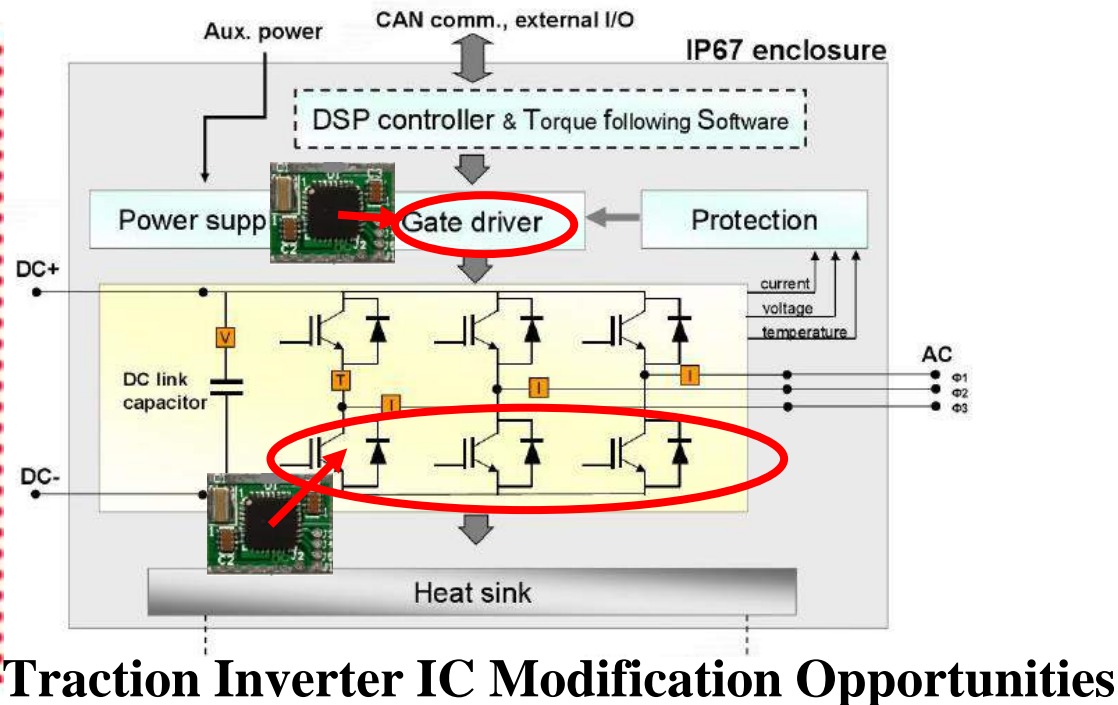 CAN comm., external I/O
Aux. power
IP67 enclosure
DSP controller & Torque following Software
Power supp
Gate driver
Protection
DC+
current
voltage
temperature
V
DC link
capacitor
T
I
I
I
AC
Φ1
Φ2
Φ3
DC-
Heat sink
Traction Inverter IC Modification Opportunities